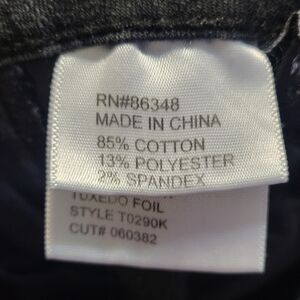 RN#86348
MADE IN CHINA
85% COTTON
13% POLYESTER
2% SPANDEX
TUXEDO FOIL
STYLE T0290K
CUT# 060382